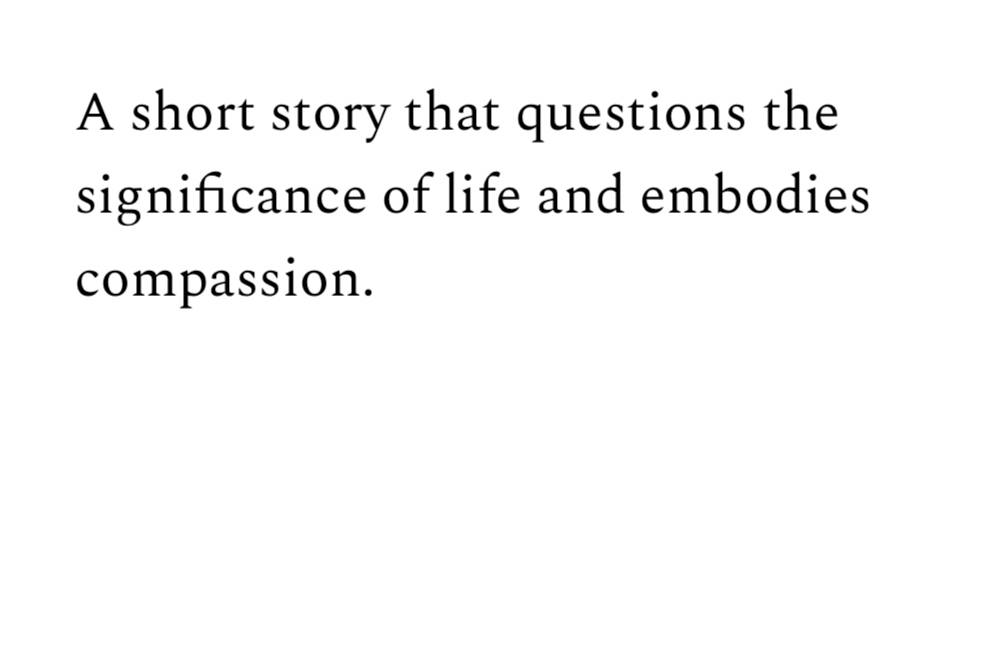 A short story that questions the
significance of life and embodies
compassion.